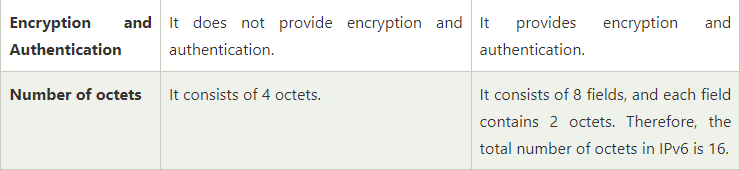 Encryption and
Authentication
It does not provide encryption and
authentication.
It provides encryption and
authentication.
Number of octets
It consists of 4 octets.
It consists of 8 fields, and each field
contains 2 octets. Therefore, the
total number of octets in IPv6 is 16.